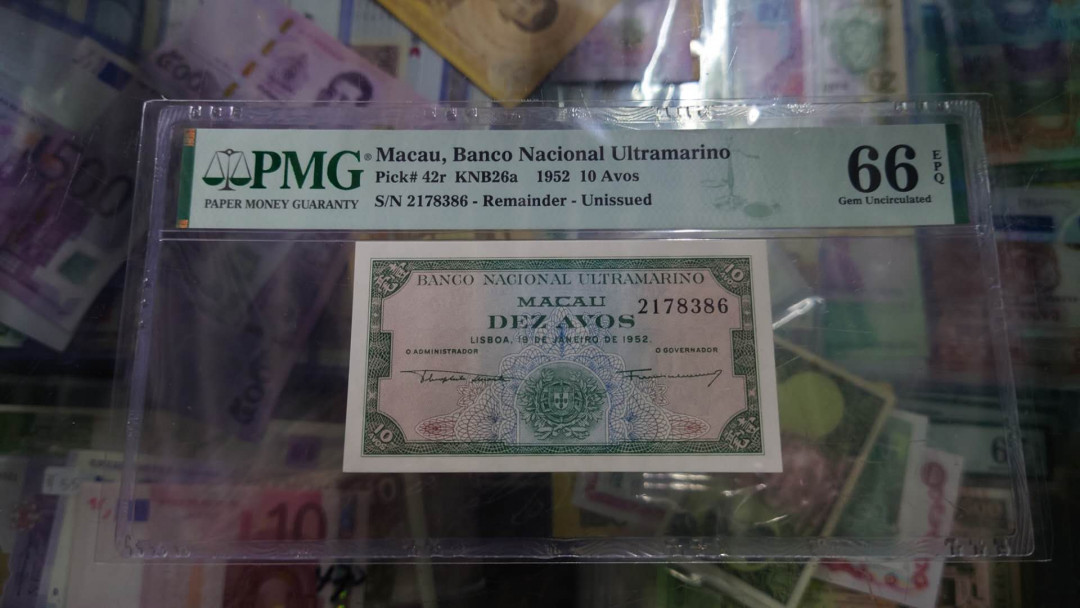 PMG®
PAPER MONEY GUARANTY
Macau, Banco Nacional Ultramarino
Pick# 42r KNB26a 1952 10 Avos
S/N 2178386 - Remainder - Unissued
66
EPQ
Gem Uncirculated
10
BANCO NACIONAL ULTRAMARINO
MACAU
2178386
DEZ AVOS
LISBOA, 19 DE JANEIRO DE 1952.
O ADMINISTRADOR
O GOVERNADOR
10
500
10